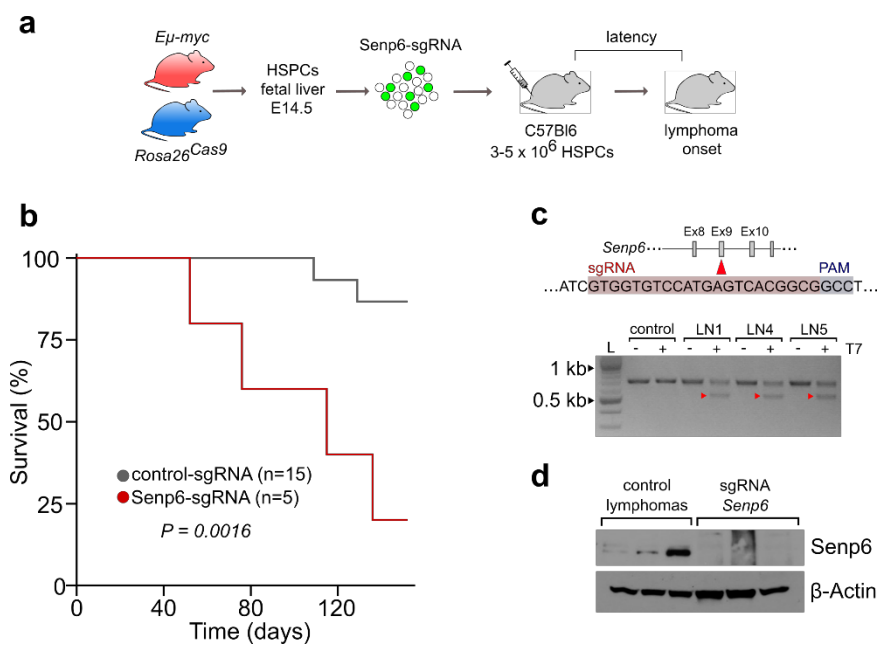 a
Eμ-myc
Rosa26Cas9
HSPCs
fetal liver
E14.5
Senp6-sgRNA
latency
C57Bl6
3-5 x 10^6 HSPCs
lymphoma
onset
b
Survival (%)
100
75
50
25
0
0 40 80 120
Time (days)
control-sgRNA (n=15)
Senp6-sgRNA (n=5)
P = 0.0016
c
Ex8 Ex9 Ex10
Senp6
sgRNA PAM
...ATCGTGGTGTCCATGAGTCACGGCGGCCT...
control LN1 LN4 LN5
L - + - + - + - + T7
1 kb
0.5 kb
d
control
lymphomas
sgRNA
Senp6
Senp6
β-Actin